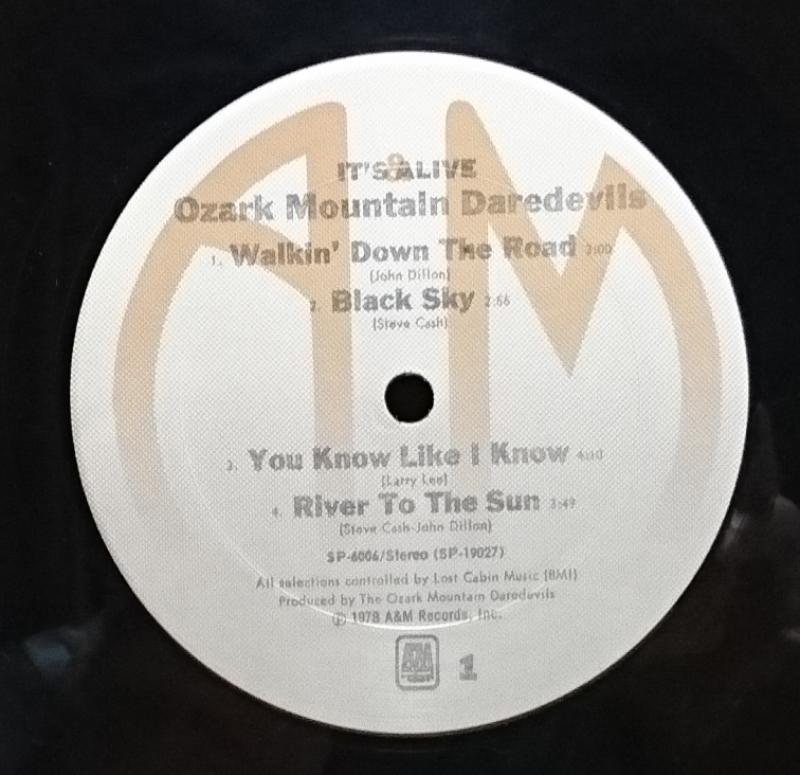 IT'S ALIVE
Ozark Mountain Daredevils
1. Walkin' Down The Road 3:00
(John Dillon)
2. Black Sky 2:56
(Steve Cash)
3. You Know Like I Know
(Larry Lee)
4. River To The Sun 3:49
(Steve Cash-John Dillon)
SP-6006/Stereo (SP-19027)
All selections controlled by Lost Cabin Music (BMI)
Produced by The Ozark Mountain Daredevils
℗ 1978 A&M Records, Inc.
1